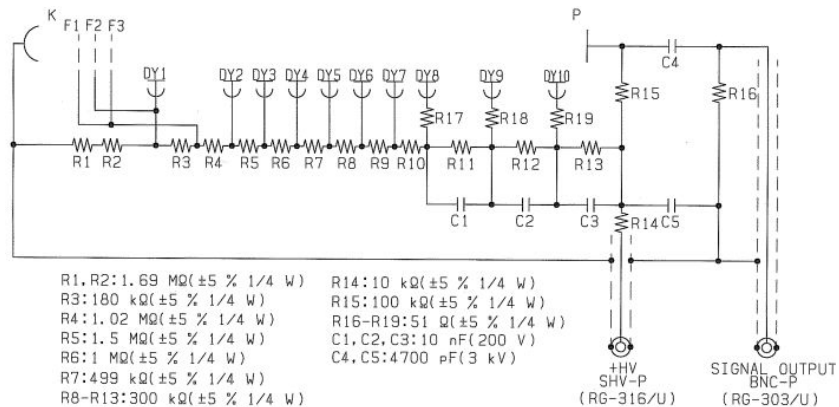 K
F1 F2 F3
P
DY1 DY2 DY3 DY4 DY5 DY6 DY7 DY8 DY9 DY10
C4
R17 R18 R19 R15 R16
R1 R2 R3 R4 R5 R6 R7 R8 R9 R10 R11 R12 R13
C1 C2 C3 R14 C5
R1,R2:1.69 MΩ(±5 % 1/4 W)
R3:180 kΩ(±5 % 1/4 W)
R4:1.02 MΩ(±5 % 1/4 W)
R5:1.5 MΩ(±5 % 1/4 W)
R6:1 MΩ(±5 % 1/4 W)
R7:499 kΩ(±5 % 1/4 W)
R8-R13:300 kΩ(±5 % 1/4 W)
R14:10 kΩ(±5 % 1/4 W)
R15:100 kΩ(±5 % 1/4 W)
R16-R19:51 Ω(±5 % 1/4 W)
C1,C2,C3:10 nF(200 V)
C4,C5:4700 pF(3 kV)
+HV
SHV-P
(RG-316/U)
SIGNAL OUTPUT
BNC-P
(RG-303/U)